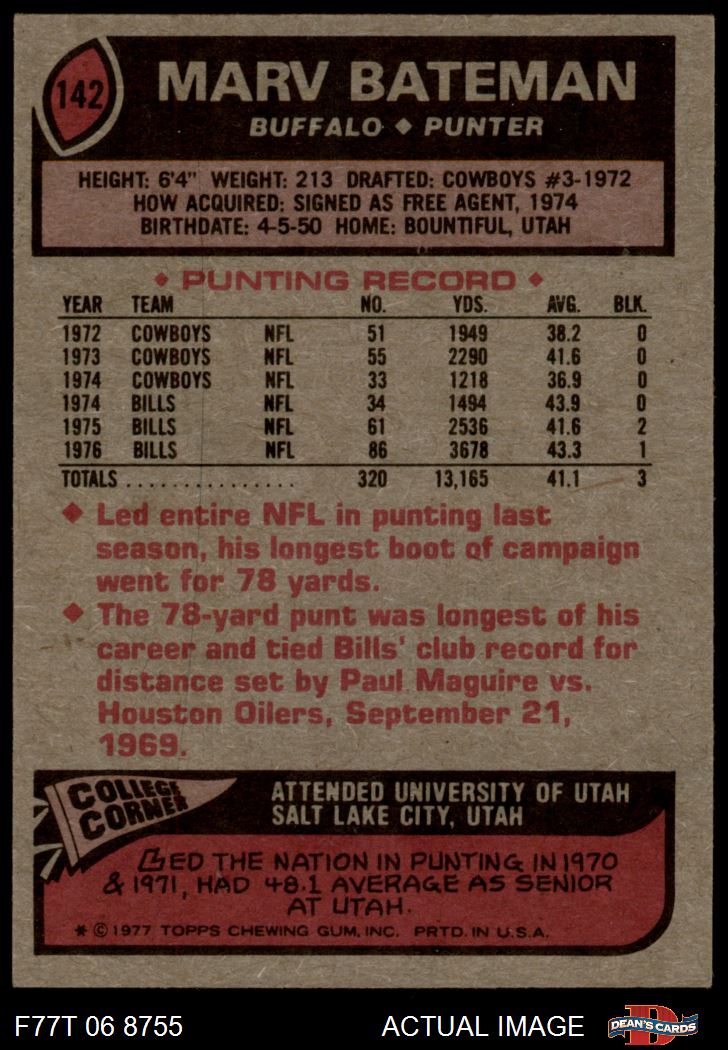 142
MARV BATEMAN
BUFFALO ◆ PUNTER
HEIGHT: 6'4" WEIGHT: 213 DRAFTED: COWBOYS #3-1972
HOW ACQUIRED: SIGNED AS FREE AGENT, 1974
BIRTHDATE: 4-5-50 HOME: BOUNTIFUL, UTAH
◆ PUNTING RECORD ◆
YEAR TEAM NO. YDS. AVG. BLK.
1972 COWBOYS NFL 51 1949 38.2 0
1973 COWBOYS NFL 55 2290 41.6 0
1974 COWBOYS NFL 33 1218 36.9 0
1974 BILLS NFL 34 1494 43.9 0
1975 BILLS NFL 61 2536 41.6 2
1976 BILLS NFL 86 3678 43.3 1
TOTALS ............... 320 13,165 41.1 3
◆ Led entire NFL in punting last
season, his longest boot of campaign
went for 78 yards.
◆ The 78-yard punt was longest of his
career and tied Bills' club record for
distance set by Paul Maguire vs.
Houston Oilers, September 21,
1969.
COLLEGE
CORNER
ATTENDED UNIVERSITY OF UTAH
SALT LAKE CITY, UTAH
LED THE NATION IN PUNTING IN 1970
& 1971, HAD 48.1 AVERAGE AS SENIOR
AT UTAH.
* © 1977 TOPPS CHEWING GUM, INC. PRTD. IN U.S.A.
F77T 06 8755 ACTUAL IMAGE
D
DEAN'S CARDS